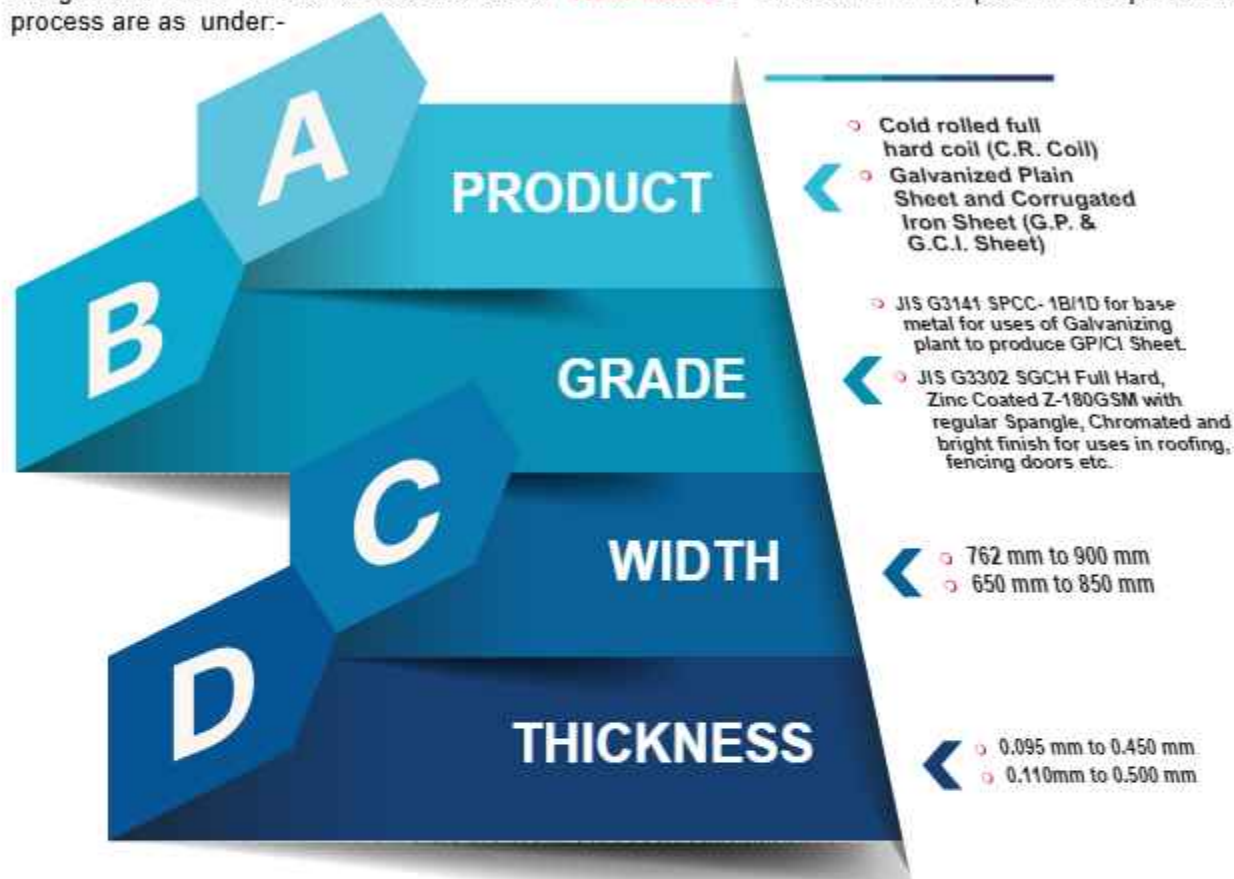 process are as under:-
A
PRODUCT
Cold rolled full
hard coil (C.R. Coil)
Galvanized Plain
Sheet and Corrugated
Iron Sheet (G.P. &
G.C.I. Sheet)
B
GRADE
JIS G3141 SPCC- 1B/1D for base
metal for uses of Galvanizing
plant to produce GP/CI Sheet.
JIS G3302 SGCH Full Hard,
Zinc Coated Z-180GSM with
regular Spangle, Chromated and
bright finish for uses in roofing,
fencing doors etc.
C
WIDTH
762 mm to 900 mm
650 mm to 850 mm
D
THICKNESS
0.095 mm to 0.450 mm
0.110mm to 0.500 mm